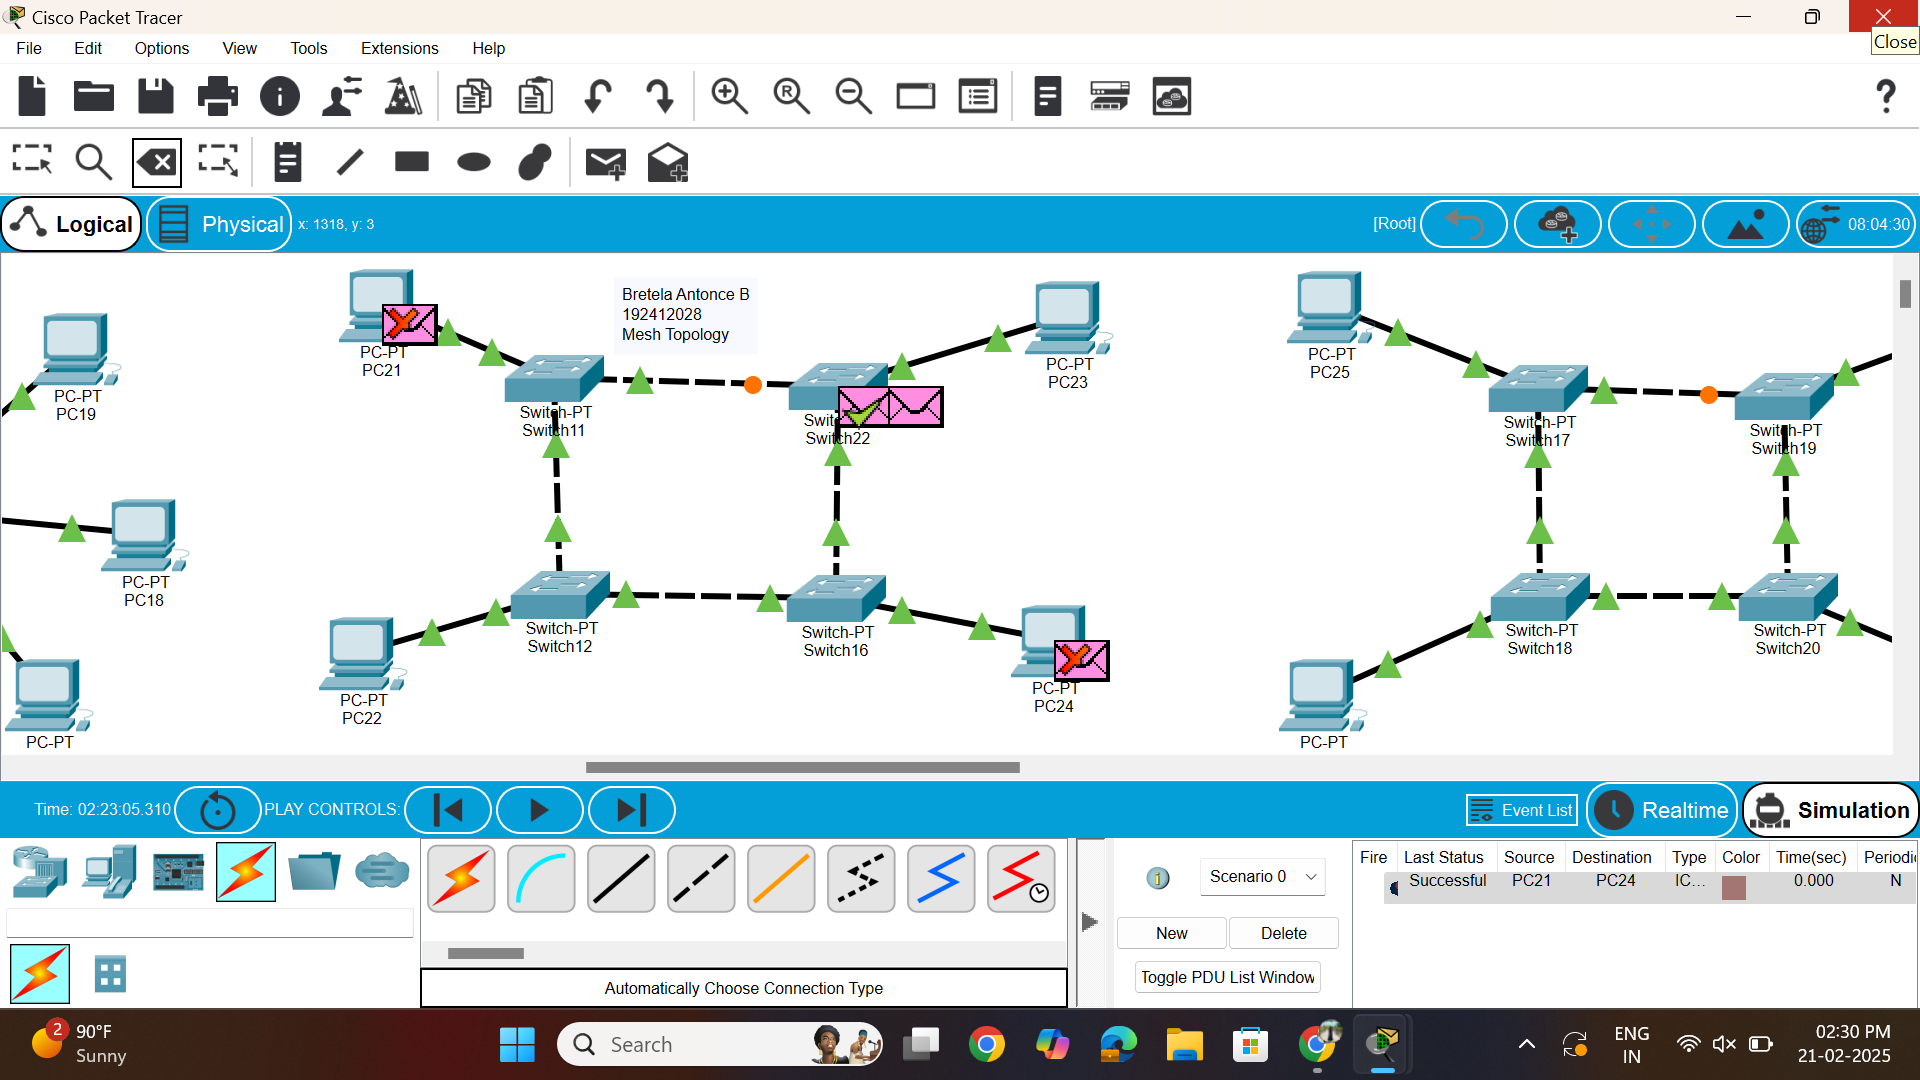 Cisco Packet Tracer
Close
File Edit Options View Tools Extensions Help
Logical Physical x: 1318, y: 3 [Root] 08:04:30
Bretela Antonce B
192412028
Mesh Topology
PC-PT
PC19
PC-PT
PC21
PC-PT
PC23
PC-PT
PC25
Switch-PT
Switch11
Switch22
Switch-PT
Switch17
Switch-PT
Switch19
PC-PT
PC18
Switch-PT
Switch12
Switch-PT
Switch16
Switch-PT
Switch18
Switch-PT
Switch20
PC-PT
PC22
PC-PT
PC24
PC-PT
PC-PT
Time: 02:23:05.310 PLAY CONTROLS: Event List Realtime Simulation
Scenario 0
New Delete
Toggle PDU List Window
Automatically Choose Connection Type
Fire Last Status Source Destination Type Color Time(sec) Periodic
Successful PC21 PC24 IC... 0.000 N
2
90°F
Sunny
Search
ENG
IN
02:30 PM
21-02-2025